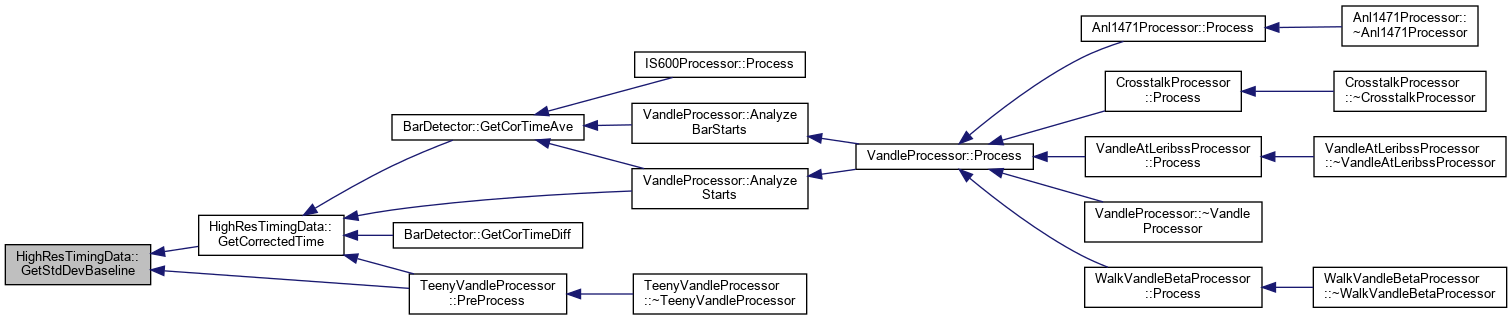 HighResTimingData::
GetStdDevBaseline
HighResTimingData::
GetCorrectedTime
BarDetector::GetCorTimeAve
IS600Processor::Process
VandleProcessor::Analyze
BarStarts
VandleProcessor::Analyze
Starts
VandleProcessor::Process
Anl1471Processor::Process
Anl1471Processor::
~Anl1471Processor
CrosstalkProcessor
::Process
CrosstalkProcessor
::~CrosstalkProcessor
VandleAtLeribssProcessor
::Process
VandleAtLeribssProcessor
::~VandleAtLeribssProcessor
VandleProcessor::~Vandle
Processor
WalkVandleBetaProcessor
::Process
WalkVandleBetaProcessor
::~WalkVandleBetaProcessor
BarDetector::GetCorTimeDiff
TeenyVandleProcessor
::PreProcess
TeenyVandleProcessor
::~TeenyVandleProcessor